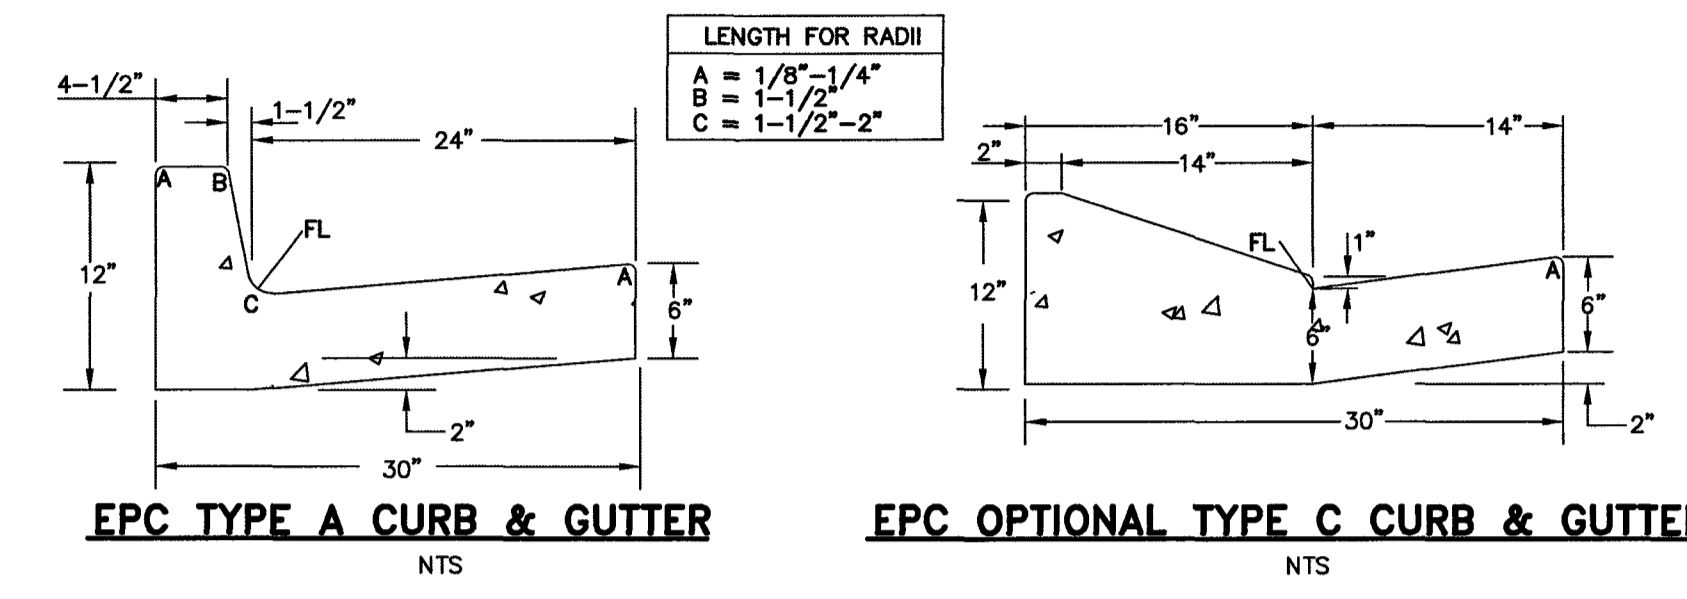 LENGTH FOR RADII
A = 1/8"-1/4"
B = 1-1/2"
C = 1-1/2"-2"
4-1/2"
1-1/2"
24"
A
B
FL
12"
C
A
6"
2"
30"
EPC TYPE A CURB & GUTTER
NTS
16"
14"
2"
14"
FL
1"
A
12"
6"
6"
30"
2"
EPC OPTIONAL TYPE C CURB & GUTTE
NTS